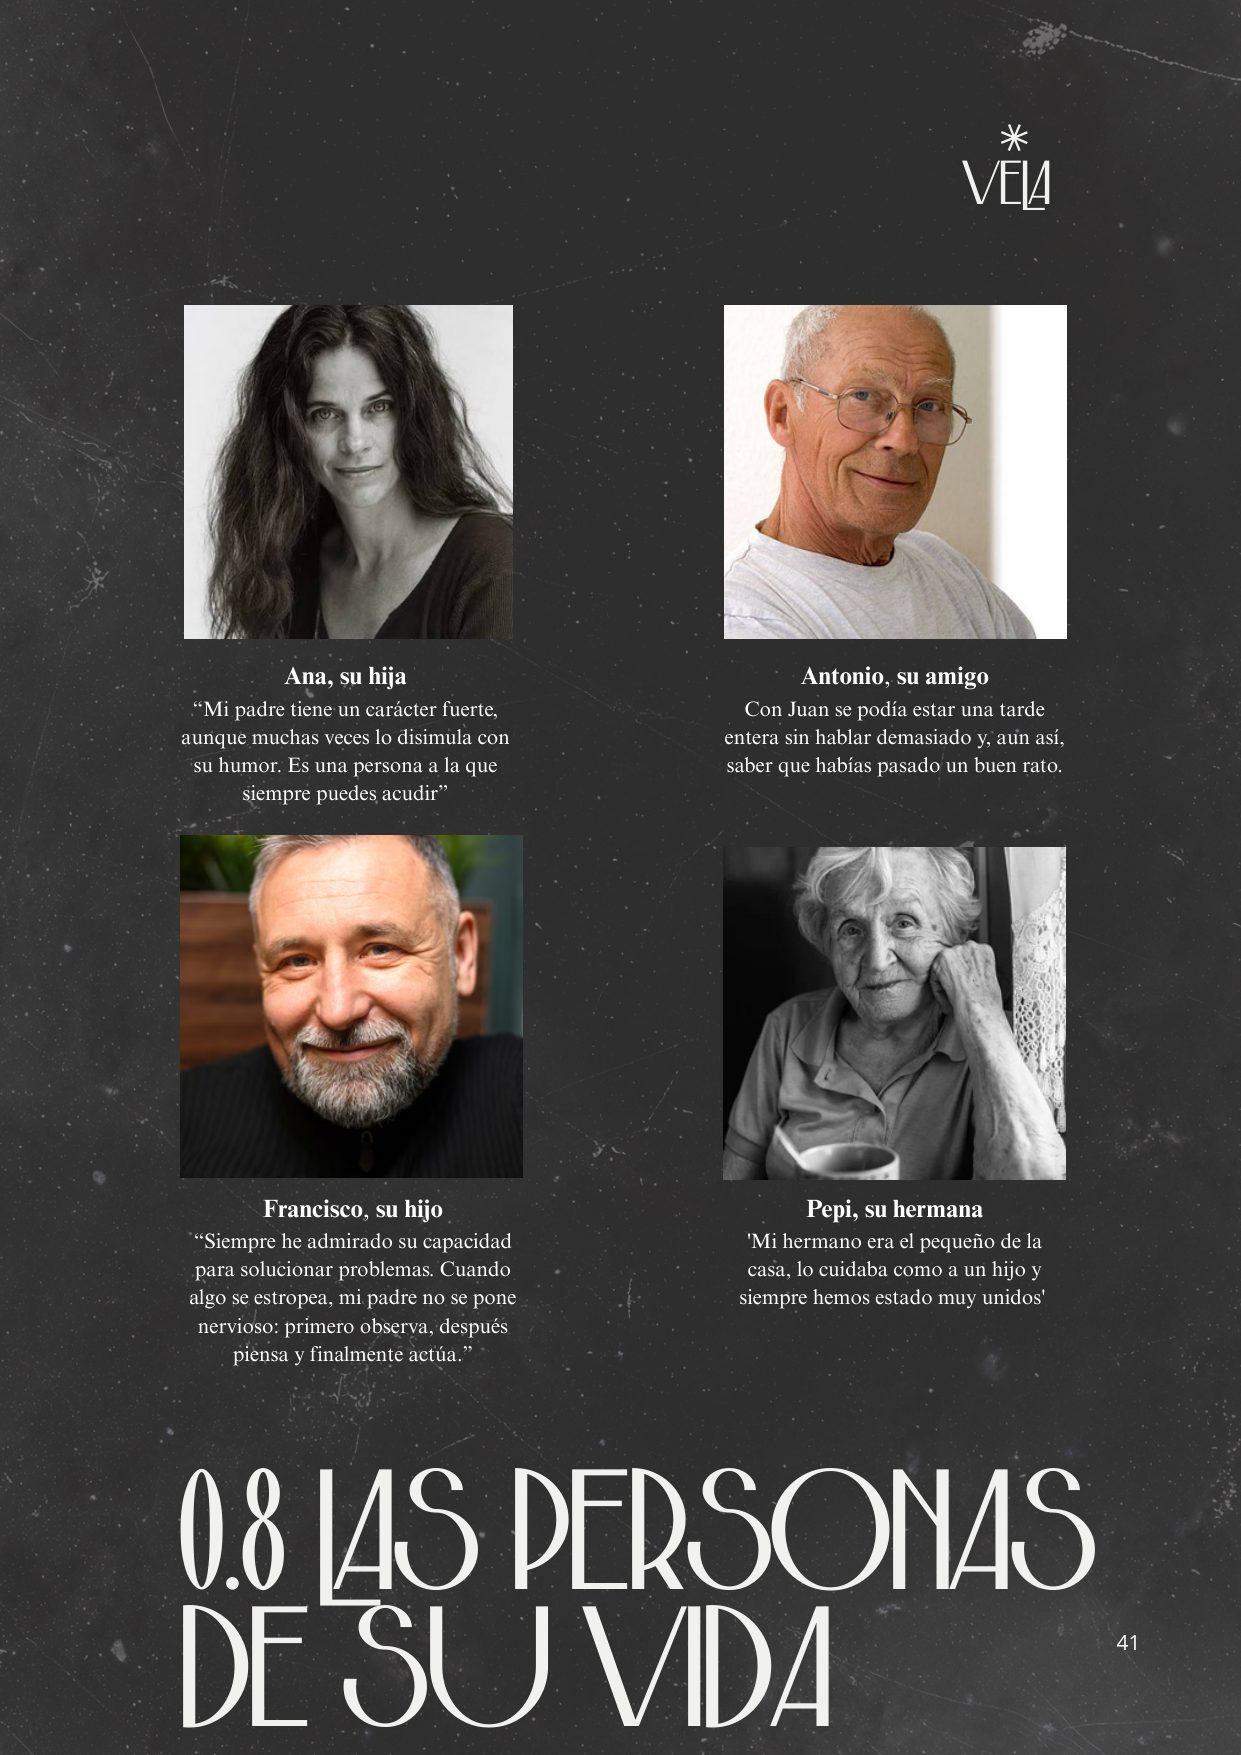 VELA
Ana, su hija
“Mi padre tiene un carácter fuerte,
aunque muchas veces lo disimula con
su humor. Es una persona a la que
siempre puedes acudir”
Antonio, su amigo
Con Juan se podía estar una tarde
entera sin hablar demasiado y, aun así,
saber que habías pasado un buen rato.
Francisco, su hijo
“Siempre he admirado su capacidad
para solucionar problemas. Cuando
algo se estropea, mi padre no se pone
nervioso: primero observa, después
piensa y finalmente actúa.”
Pepi, su hermana
'Mi hermano era el pequeño de la
casa, lo cuidaba como a un hijo y
siempre hemos estado muy unidos'
0.8 LAS PERSONAS
DE SU VIDA
41